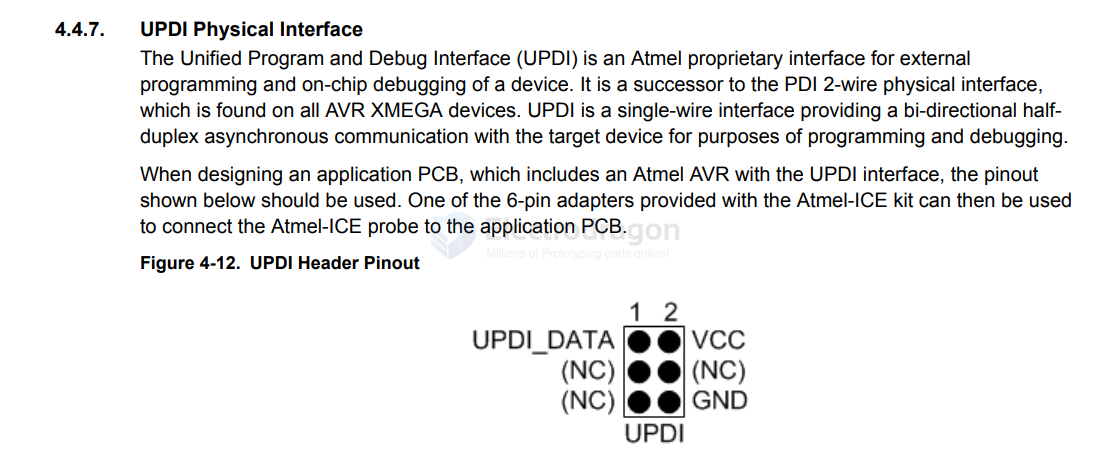 4.4.7. UPDI Physical Interface
The Unified Program and Debug Interface (UPDI) is an Atmel proprietary interface for external
programming and on-chip debugging of a device. It is a successor to the PDI 2-wire physical interface,
which is found on all AVR XMEGA devices. UPDI is a single-wire interface providing a bi-directional half-
duplex asynchronous communication with the target device for purposes of programming and debugging.
When designing an application PCB, which includes an Atmel AVR with the UPDI interface, the pinout
shown below should be used. One of the 6-pin adapters provided with the Atmel-ICE kit can then be used
to connect the Atmel-ICE probe to the application PCB.
Electrodragon
Millions of Prototyping parts online!
Figure 4-12. UPDI Header Pinout
1 2
UPDI_DATA VCC
(NC) (NC)
(NC) GND
UPDI